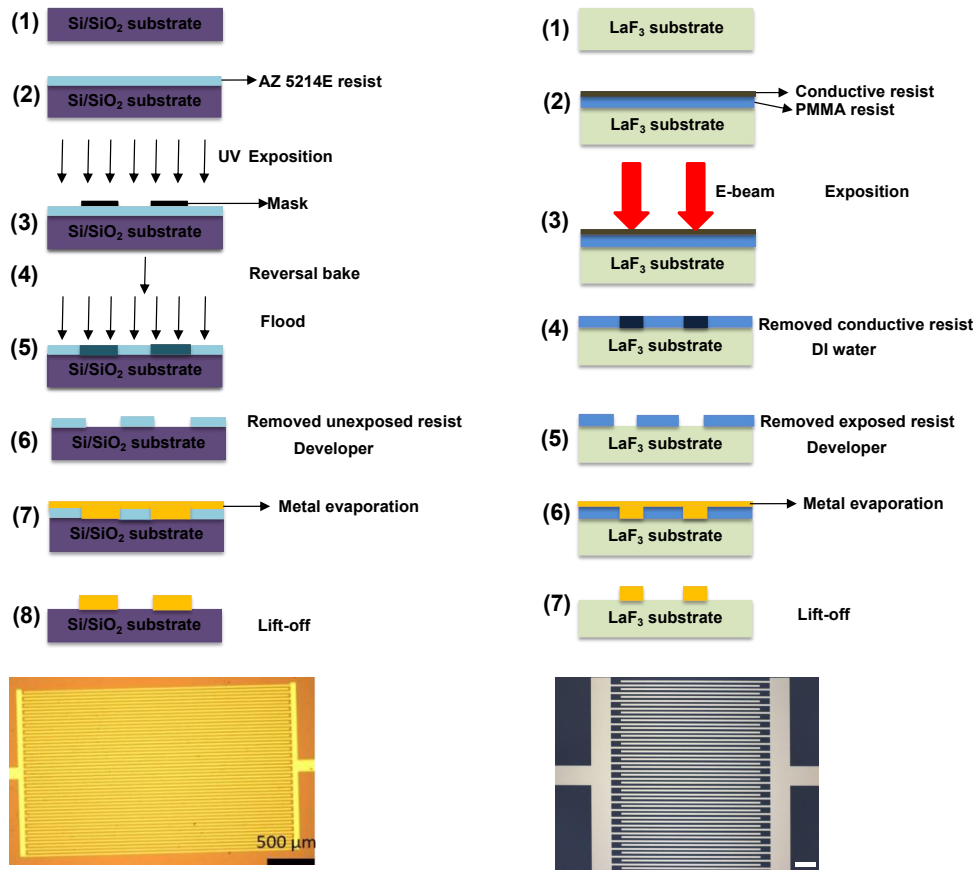 (1)
Si/SiO₂ substrate
(2)
AZ 5214E resist
Si/SiO₂ substrate
UV Exposition
Mask
(3)
Si/SiO₂ substrate
(4)
Reversal bake
Flood
(5)
Si/SiO₂ substrate
(6)
Removed unexposed resist
Developer
Si/SiO₂ substrate
(7)
Metal evaporation
Si/SiO₂ substrate
(8)
Si/SiO₂ substrate
Lift-off
500 µm
(1)
LaF₃ substrate
(2)
Conductive resist
PMMA resist
LaF₃ substrate
E-beam Exposition
(3)
LaF₃ substrate
(4)
Removed conductive resist
DI water
LaF₃ substrate
(5)
Removed exposed resist
Developer
LaF₃ substrate
(6)
Metal evaporation
LaF₃ substrate
(7)
LaF₃ substrate
Lift-off